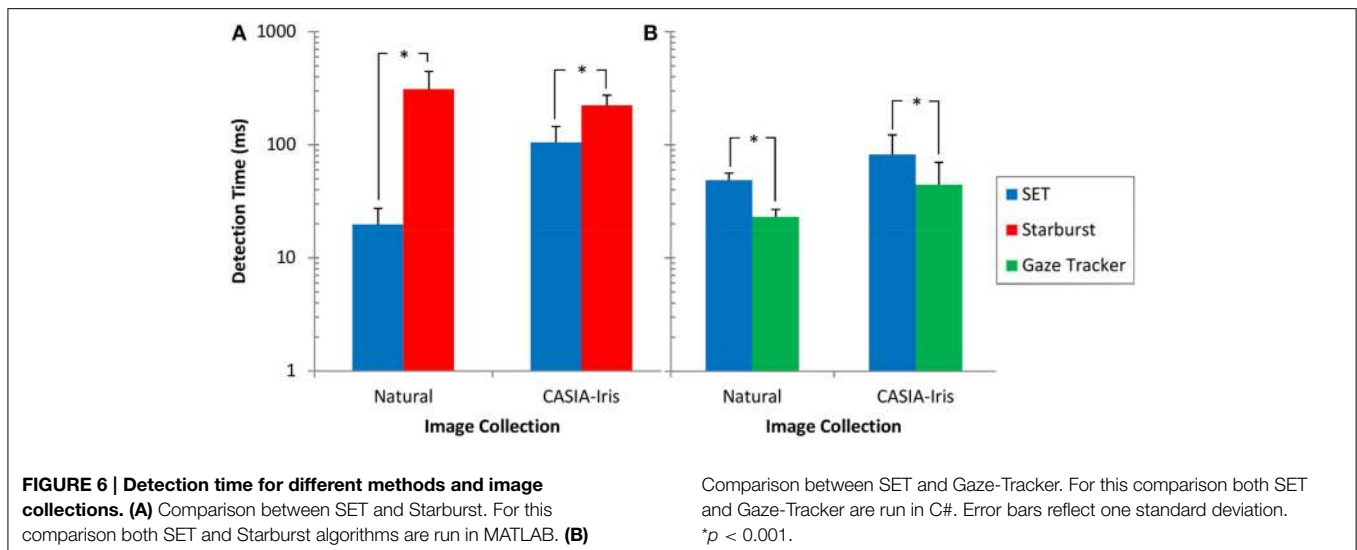 A
B
1000
100
10
1
Detection Time (ms)
*
*
*
*
Natural
CASIA-Iris
Image Collection
Natural
CASIA-Iris
Image Collection
SET
Starburst
Gaze Tracker
FIGURE 6 | Detection time for different methods and image
collections. (A) Comparison between SET and Starburst. For this
comparison both SET and Starburst algorithms are run in MATLAB. (B)
Comparison between SET and Gaze-Tracker. For this comparison both SET
and Gaze-Tracker are run in C#. Error bars reflect one standard deviation.
*p < 0.001.